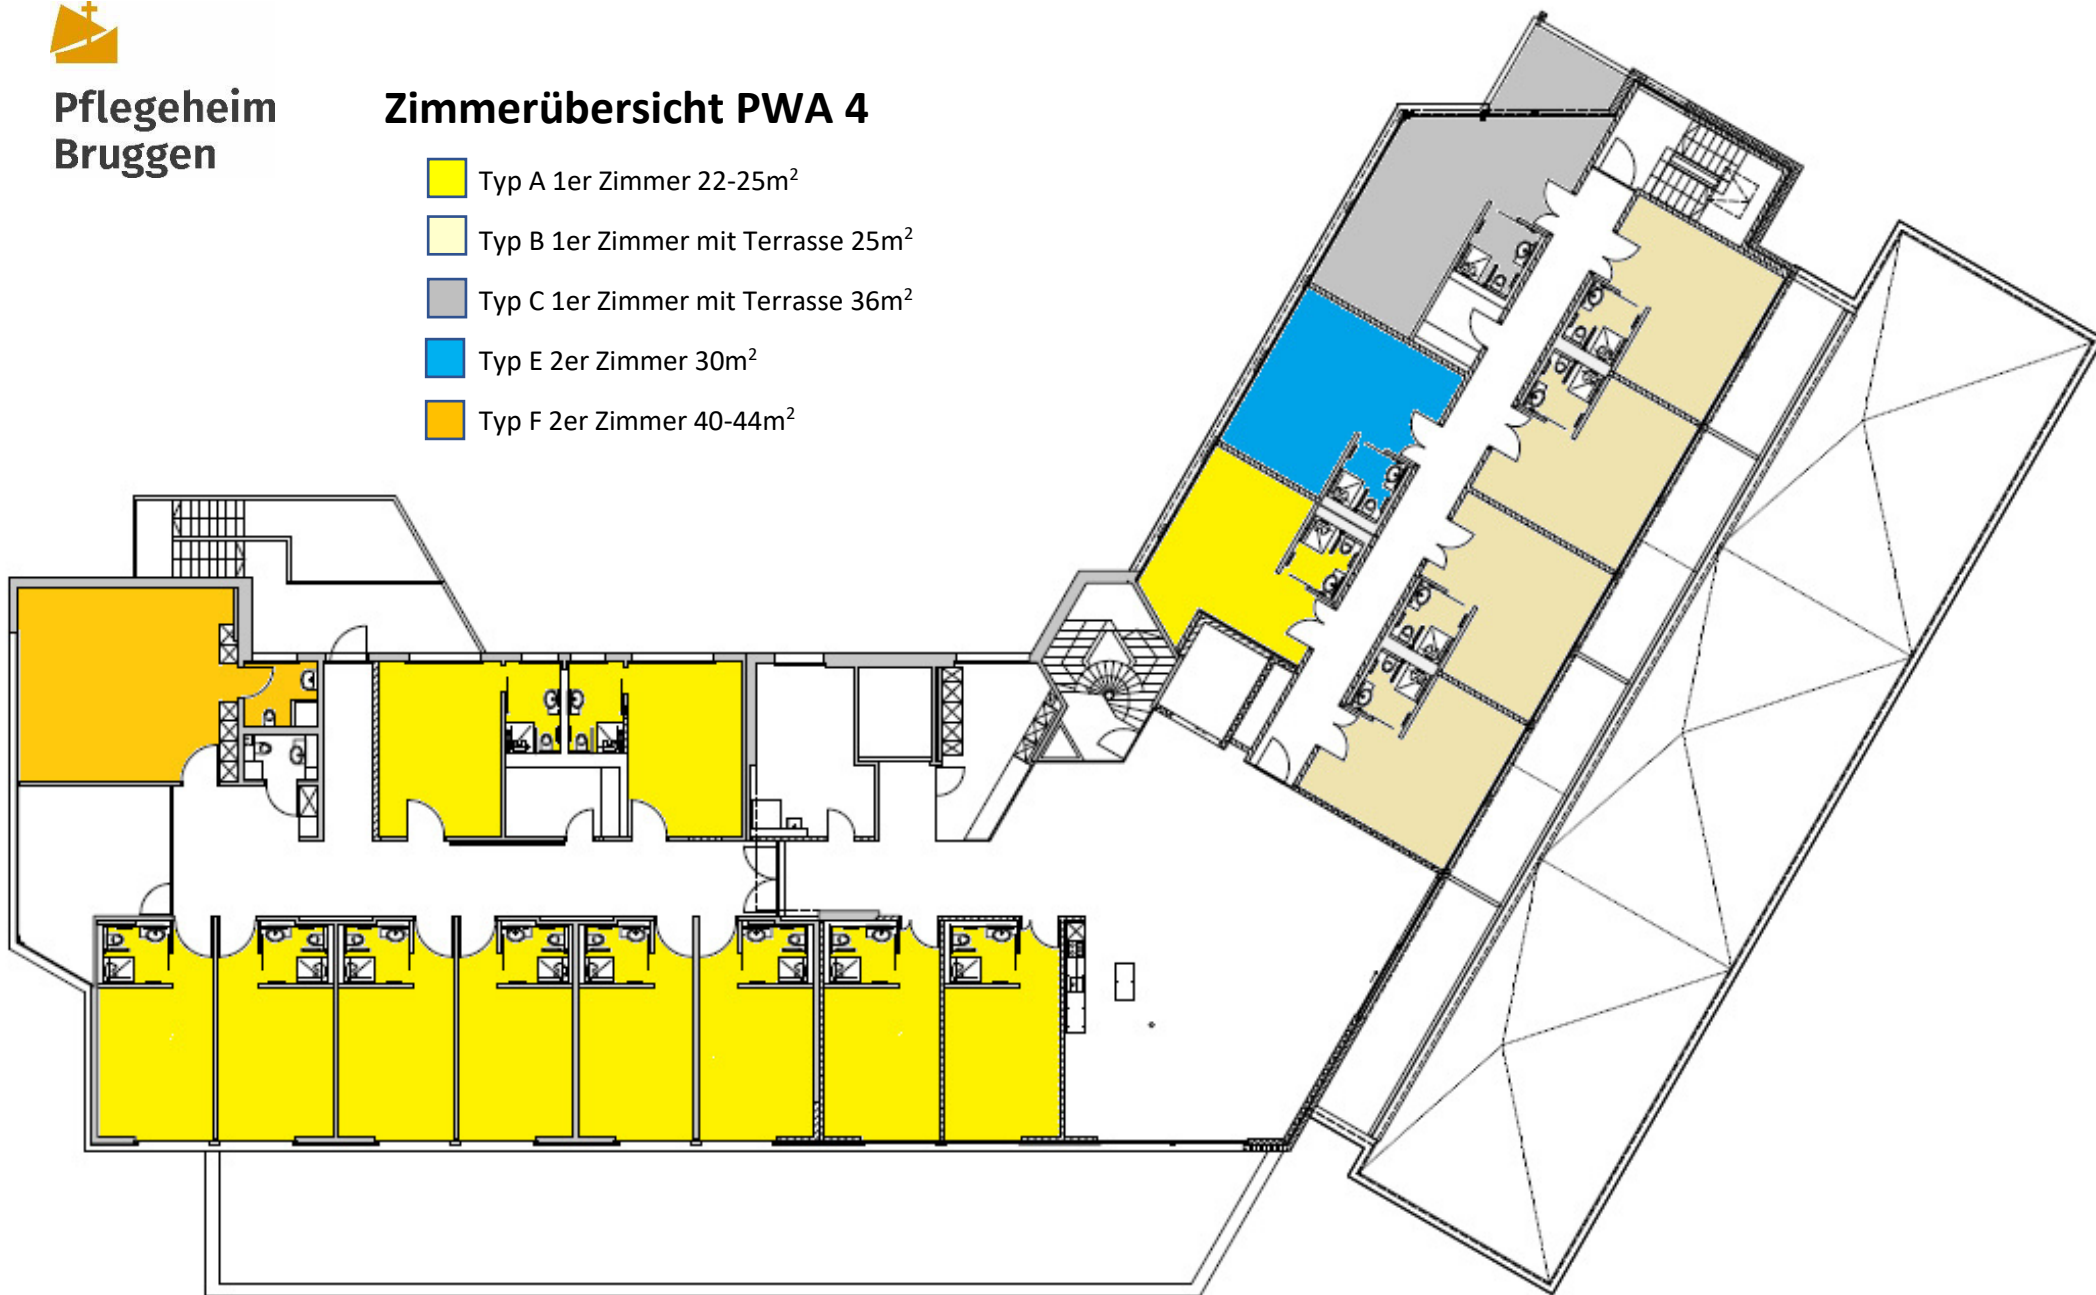 Pflegeheim
Bruggen
Zimmerübersicht PWA 4
Typ A 1er Zimmer 22-25m²
Typ B 1er Zimmer mit Terrasse 25m²
Typ C 1er Zimmer mit Terrasse 36m²
Typ E 2er Zimmer 30m²
Typ F 2er Zimmer 40-44m²